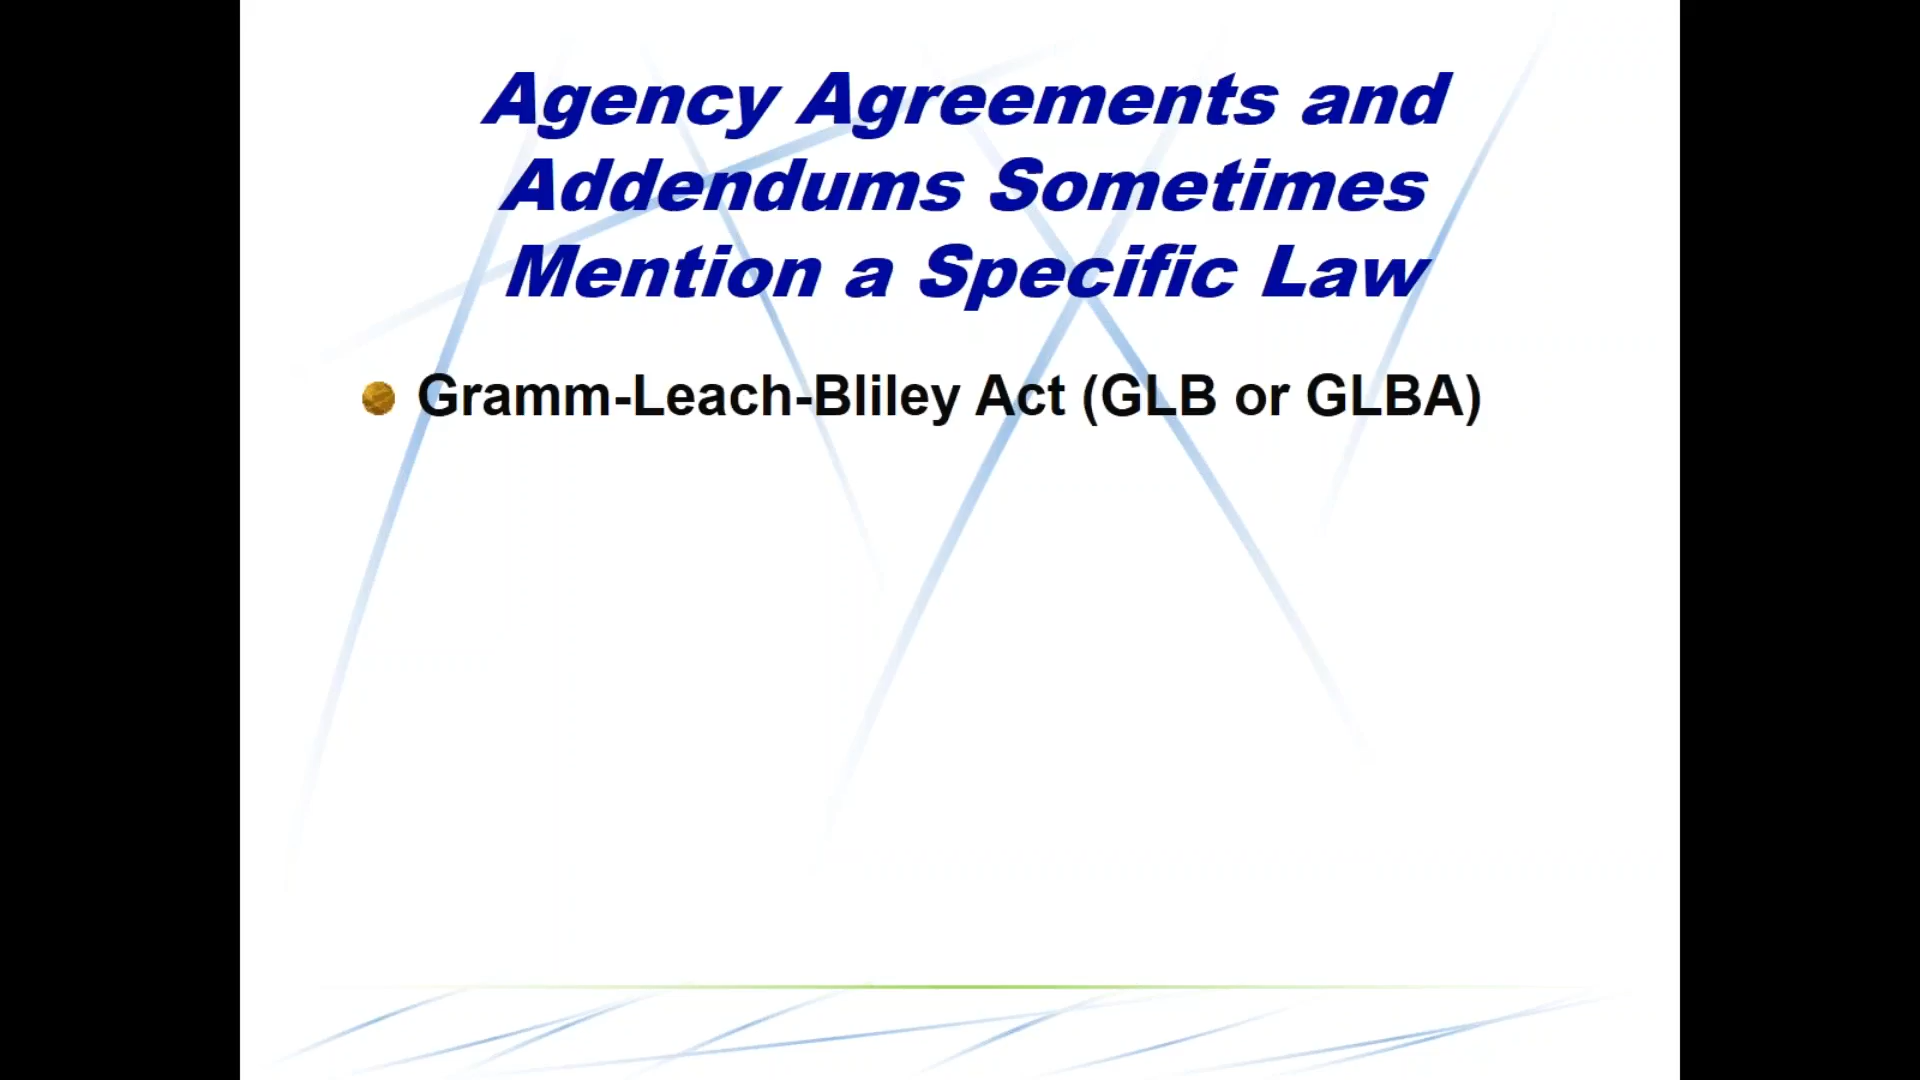 Agency Agreements and
Addendums Sometimes
Mention a Specific Law
Gramm-Leach-Bliley Act (GLB or GLBA)